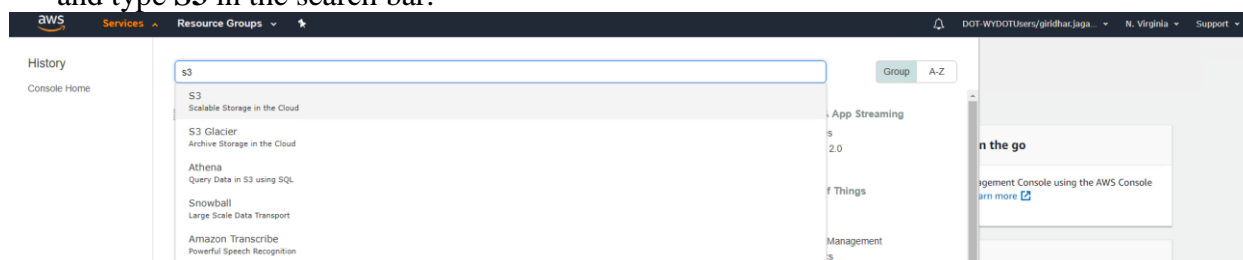 and type S3 in the search bar.
aws Services Resource Groups DOT-WYDOTUsers/giridhar.jaga... N. Virginia Support
History
Console Home
s3
Group A-Z
S3
Scalable Storage in the Cloud
S3 Glacier
Archive Storage in the Cloud
Athena
Query Data in S3 using SQL
Snowball
Large Scale Data Transport
Amazon Transcribe
Powerful Speech Recognition
App Streaming
2.0
f Things
Management
n the go
agement Console using the AWS Console
arn more